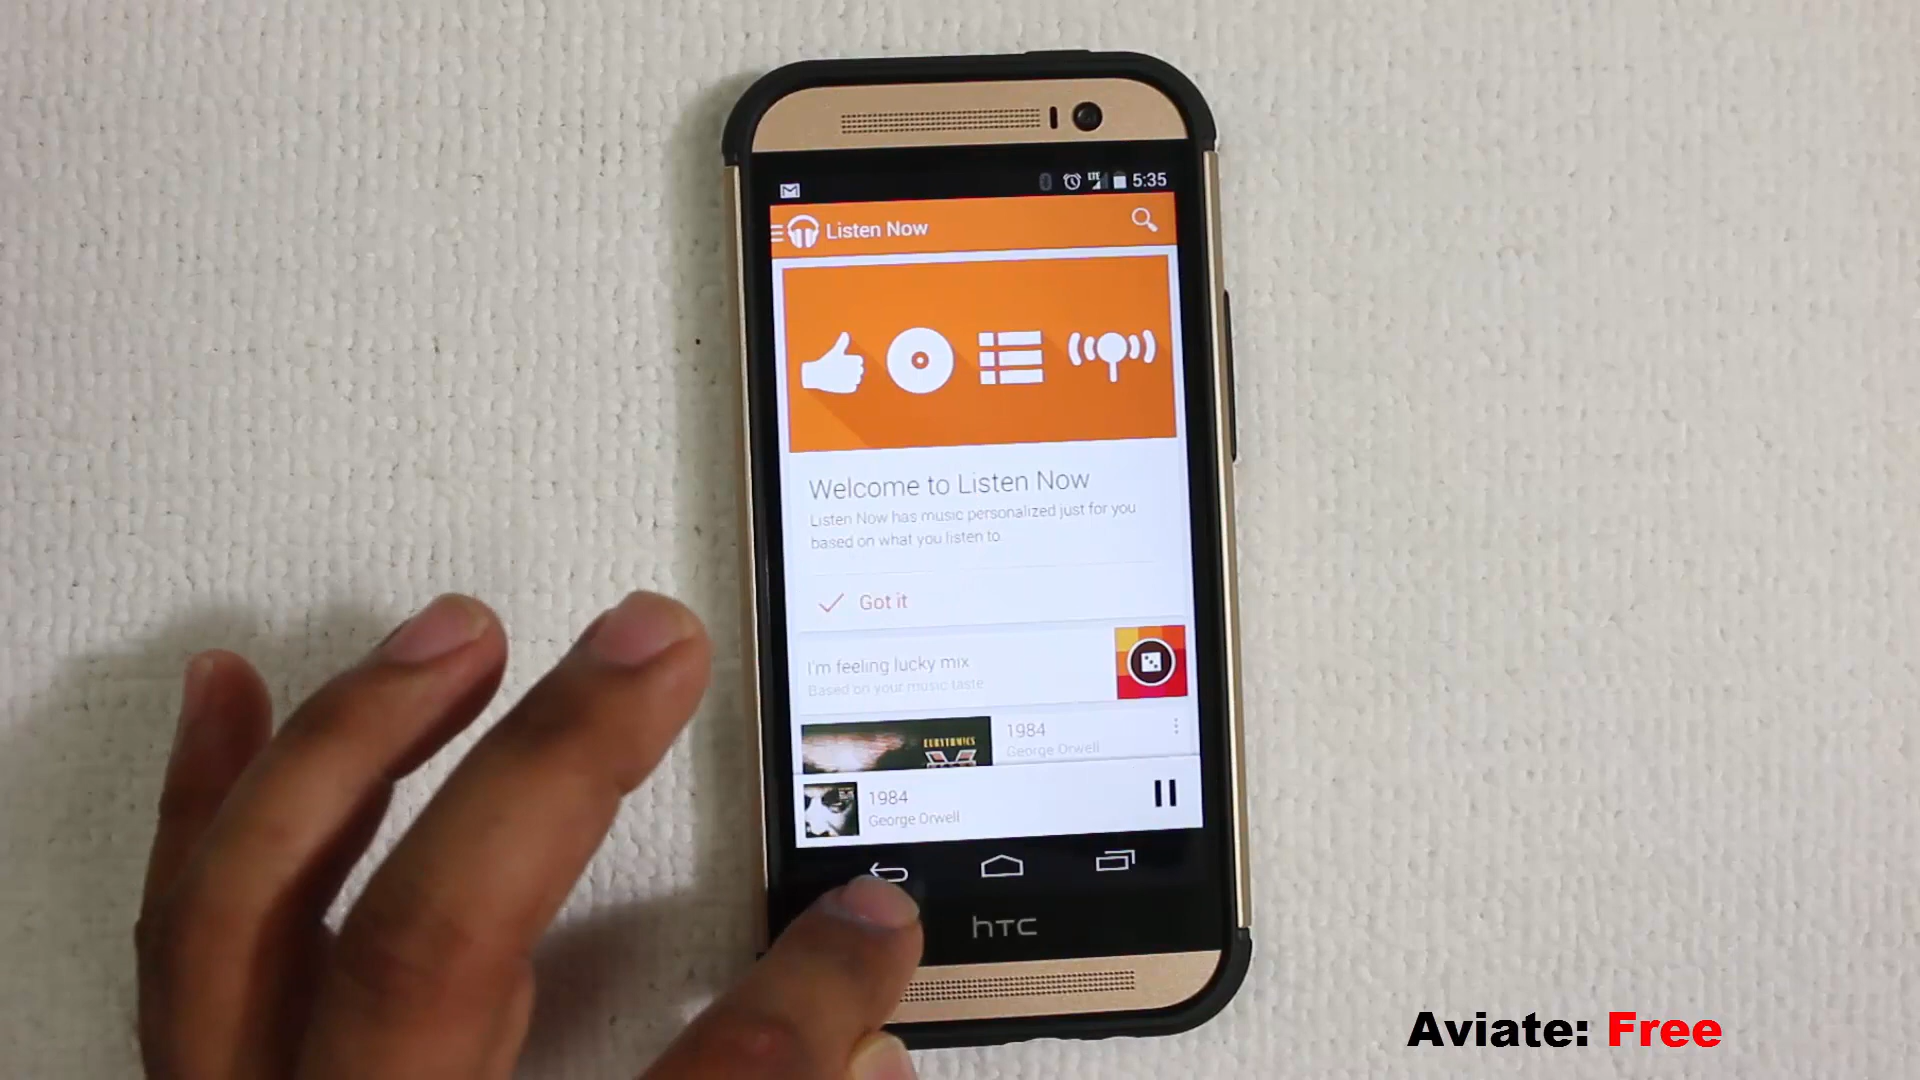 LTE 5:35
Listen Now
Welcome to Listen Now
Listen Now has music personalized just for you
based on what you listen to.
Got it
I'm feeling lucky mix
Based on your music taste
EURYTHMICS
1984
George Orwell
1984
George Orwell
hTC
Aviate: Free